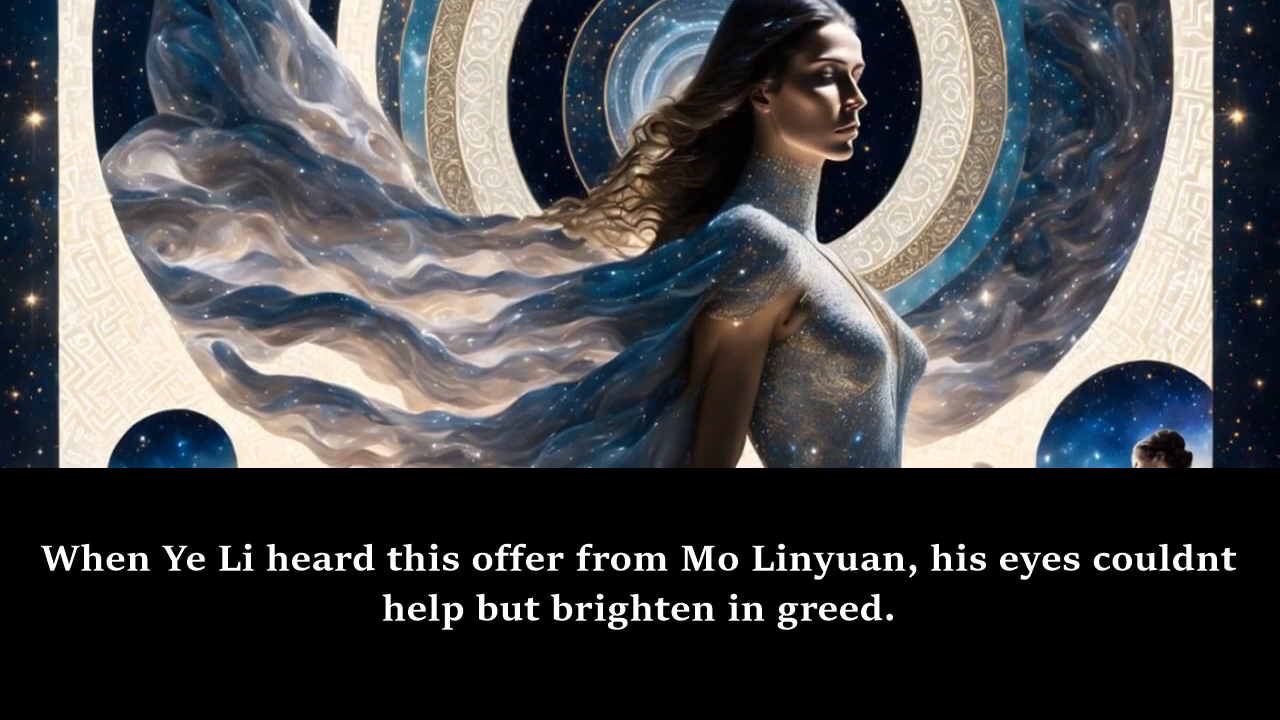 When Ye Li heard this offer from Mo Linyuan, his eyes couldnt
help but brighten in greed.